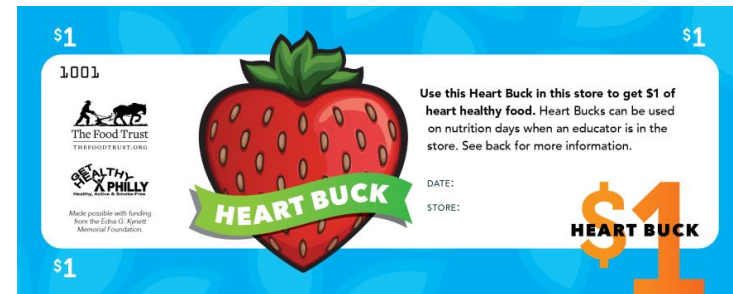 $1
$1
1001
The Food Trust
THEFOODTRUST.ORG
GET
HEALTHY
PHILLY
Healthy, Active & Smoke-Free
Made possible with funding
from the Edna G. Kynett
Memorial Foundation.
HEART BUCK
Use this Heart Buck in this store to get $1 of
heart healthy food. Heart Bucks can be used
on nutrition days when an educator is in the
store. See back for more information.
DATE:
STORE:
$1
HEART BUCK
$1